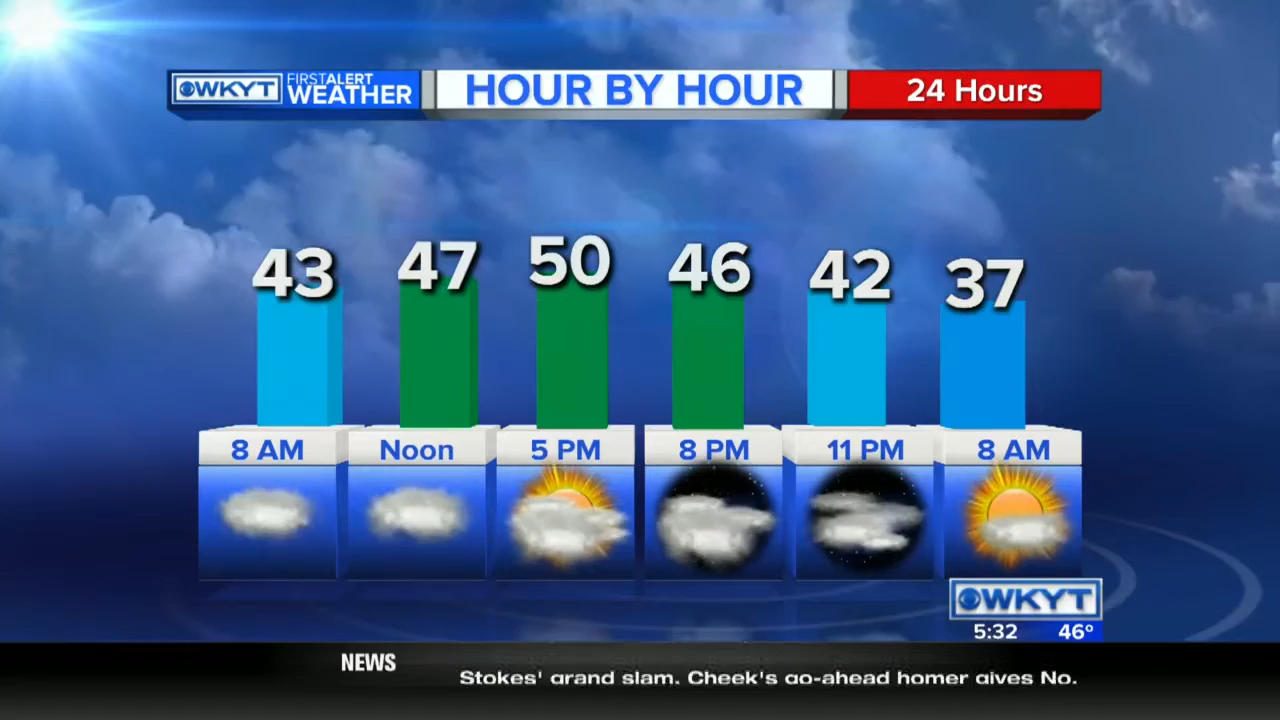 WKYT FIRSTALERT WEATHER HOUR BY HOUR 24 Hours
43 47 50 46 42 37
8 AM Noon 5 PM 8 PM 11 PM 8 AM
WKYT
5:32 46°
NEWS
Stokes' grand slam, Cheek's go-ahead homer gives No.